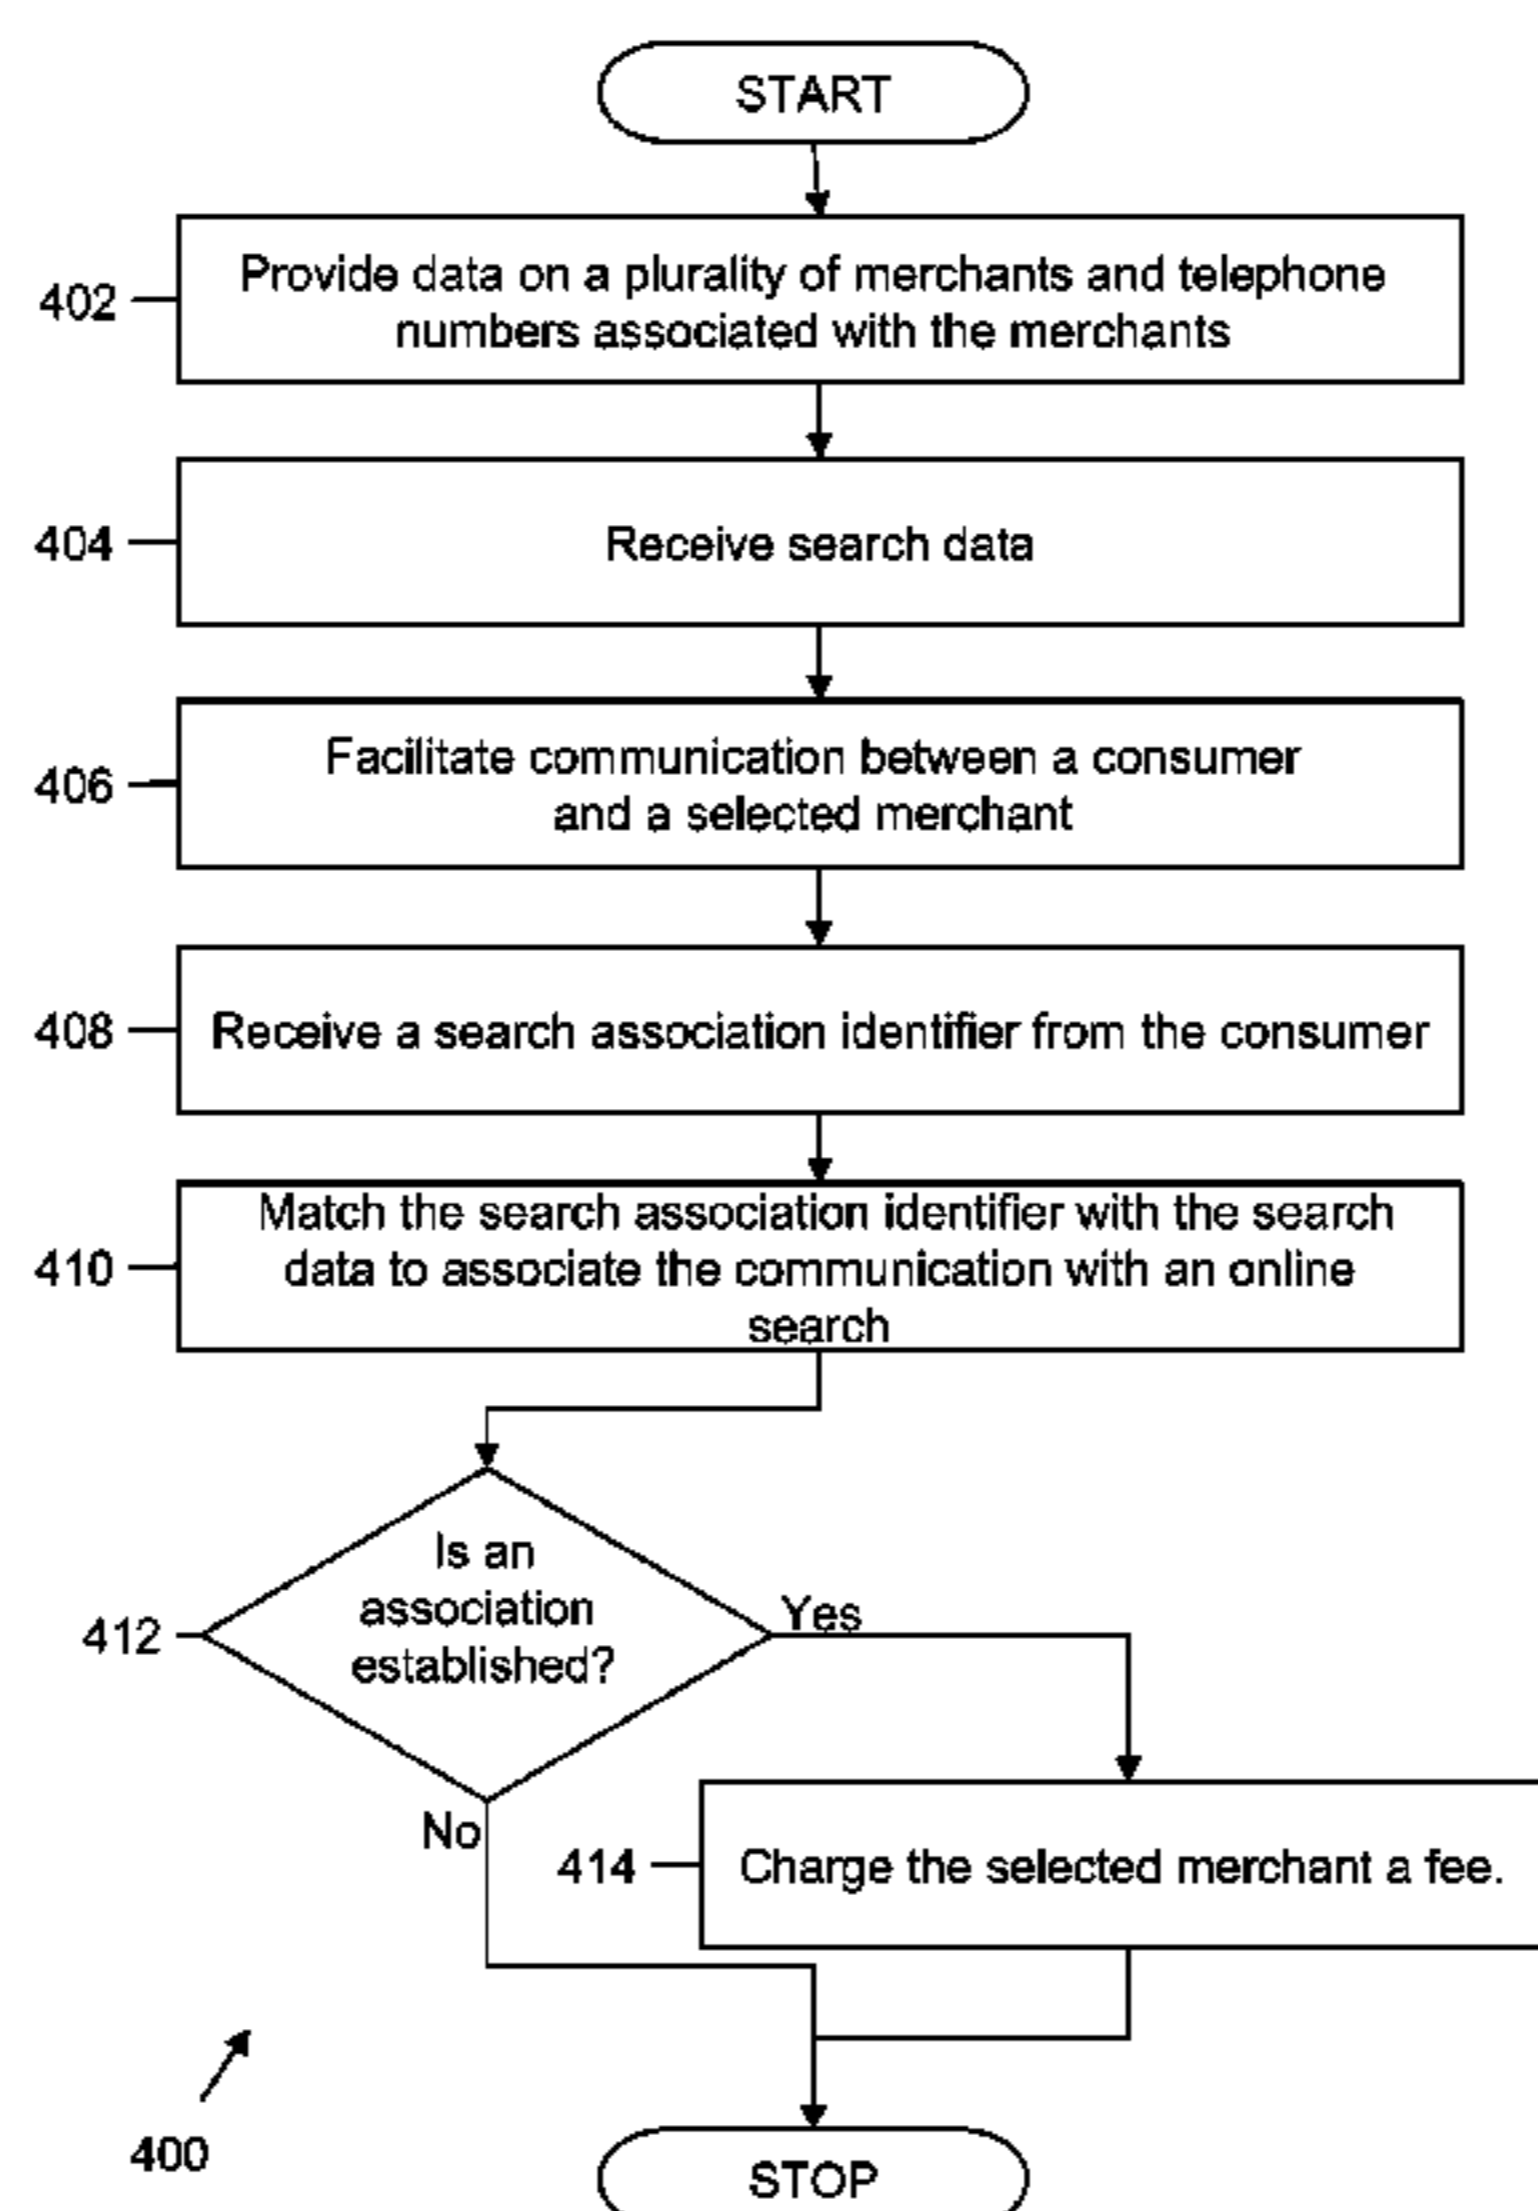 START
402
Provide data on a plurality of merchants and telephone
numbers associated with the merchants
404
Receive search data
406
Facilitate communication between a consumer
and a selected merchant
408
Receive a search association identifier from the consumer
410
Match the search association identifier with the search
data to associate the communication with an online
search
412
Is an
association
established?
Yes
No
414
Charge the selected merchant a fee.
400
STOP